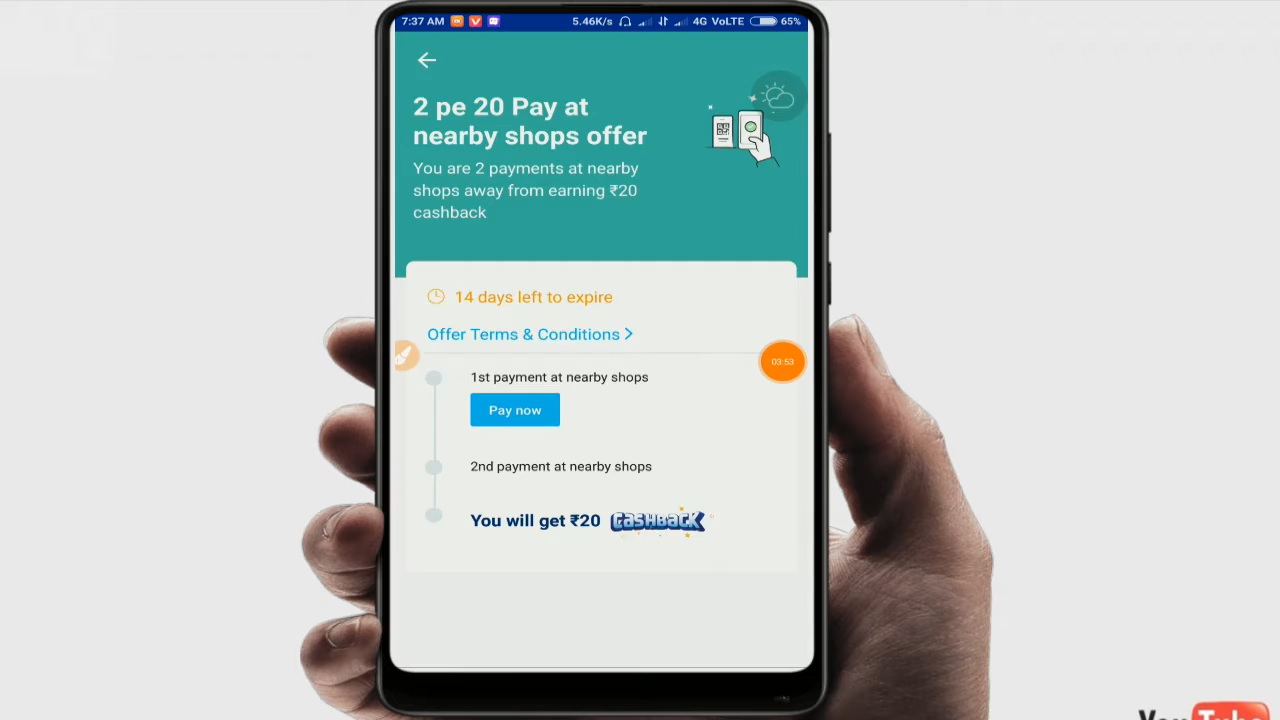 7:37 AM 5.46K/s 4G VoLTE 65%
2 pe 20 Pay at
nearby shops offer
You are 2 payments at nearby
shops away from earning ₹20
cashback
14 days left to expire
Offer Terms & Conditions >
03:53
1st payment at nearby shops
Pay now
2nd payment at nearby shops
You will get ₹20 CASHBACK
YouTube